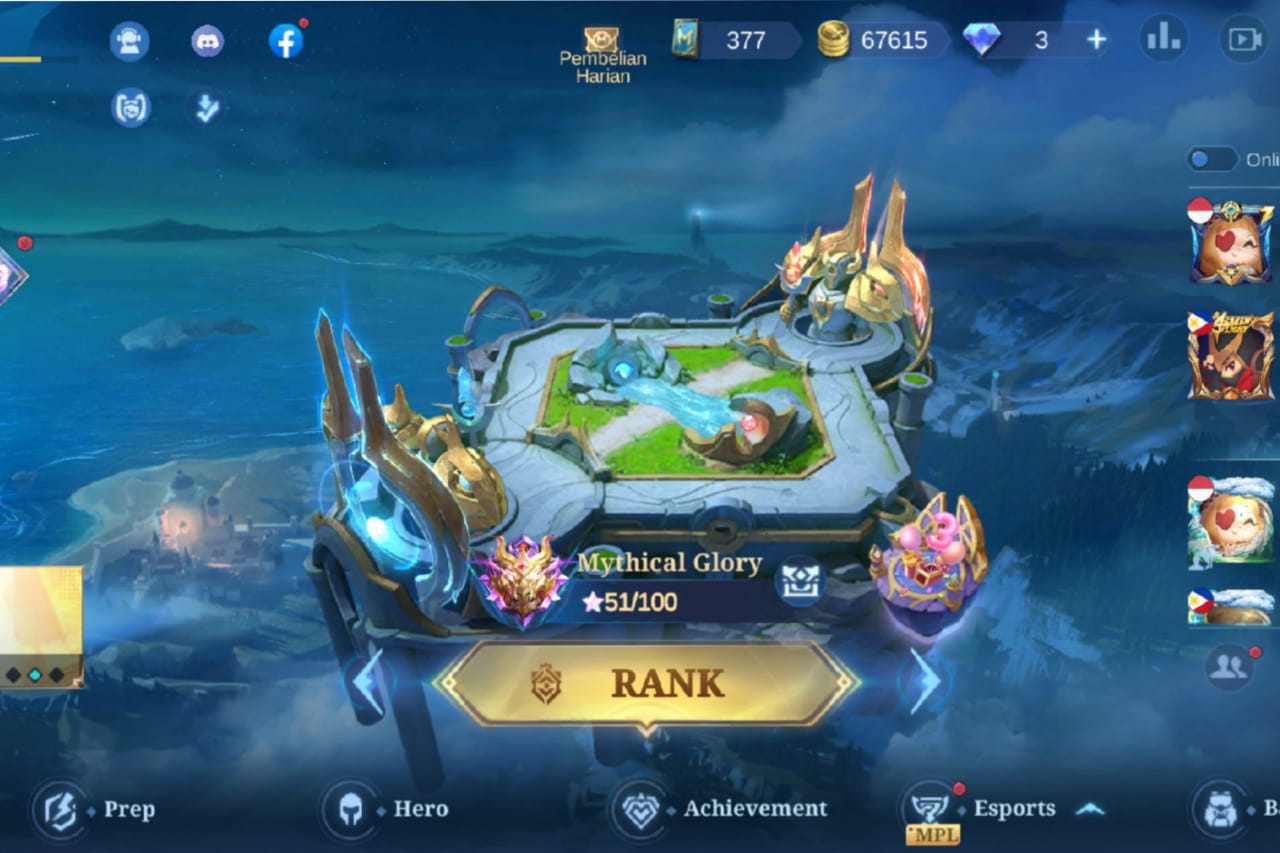 Pembelian
Harian
377
67615
3
Onli
Mythical Glory
51/100
RANK
Prep
Hero
Achievement
Esports
MPL
B